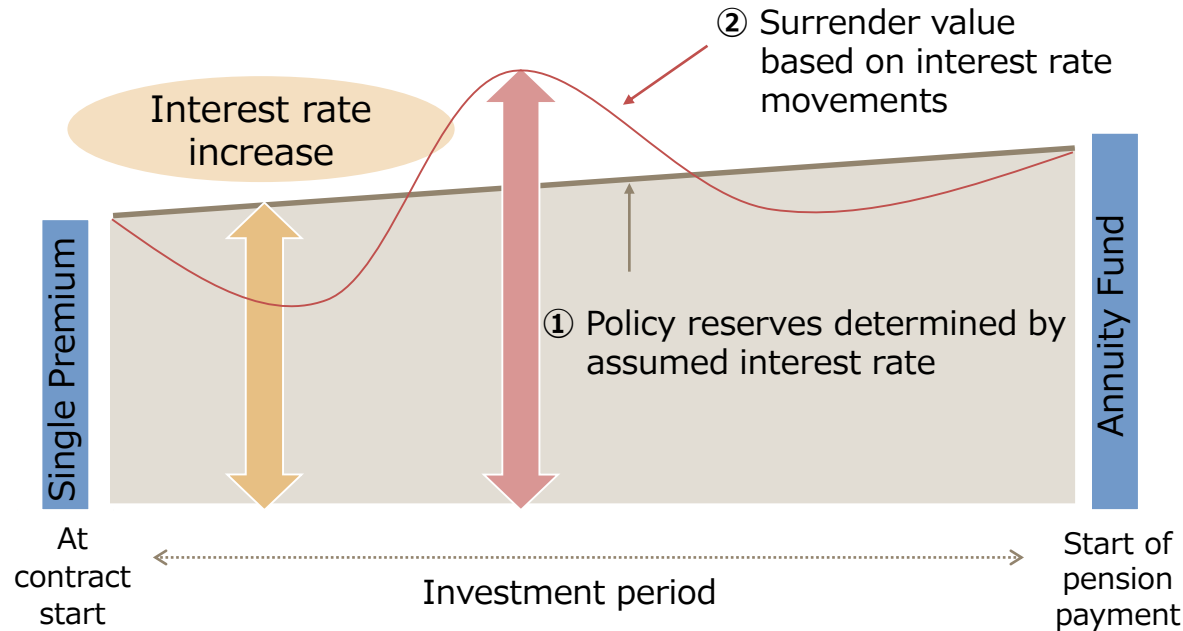 ② Surrender value
based on interest rate
movements
Interest rate
increase
① Policy reserves determined by
assumed interest rate
Single Premium
Annuity Fund
At
contract
start
Investment period
Start of
pension
payment